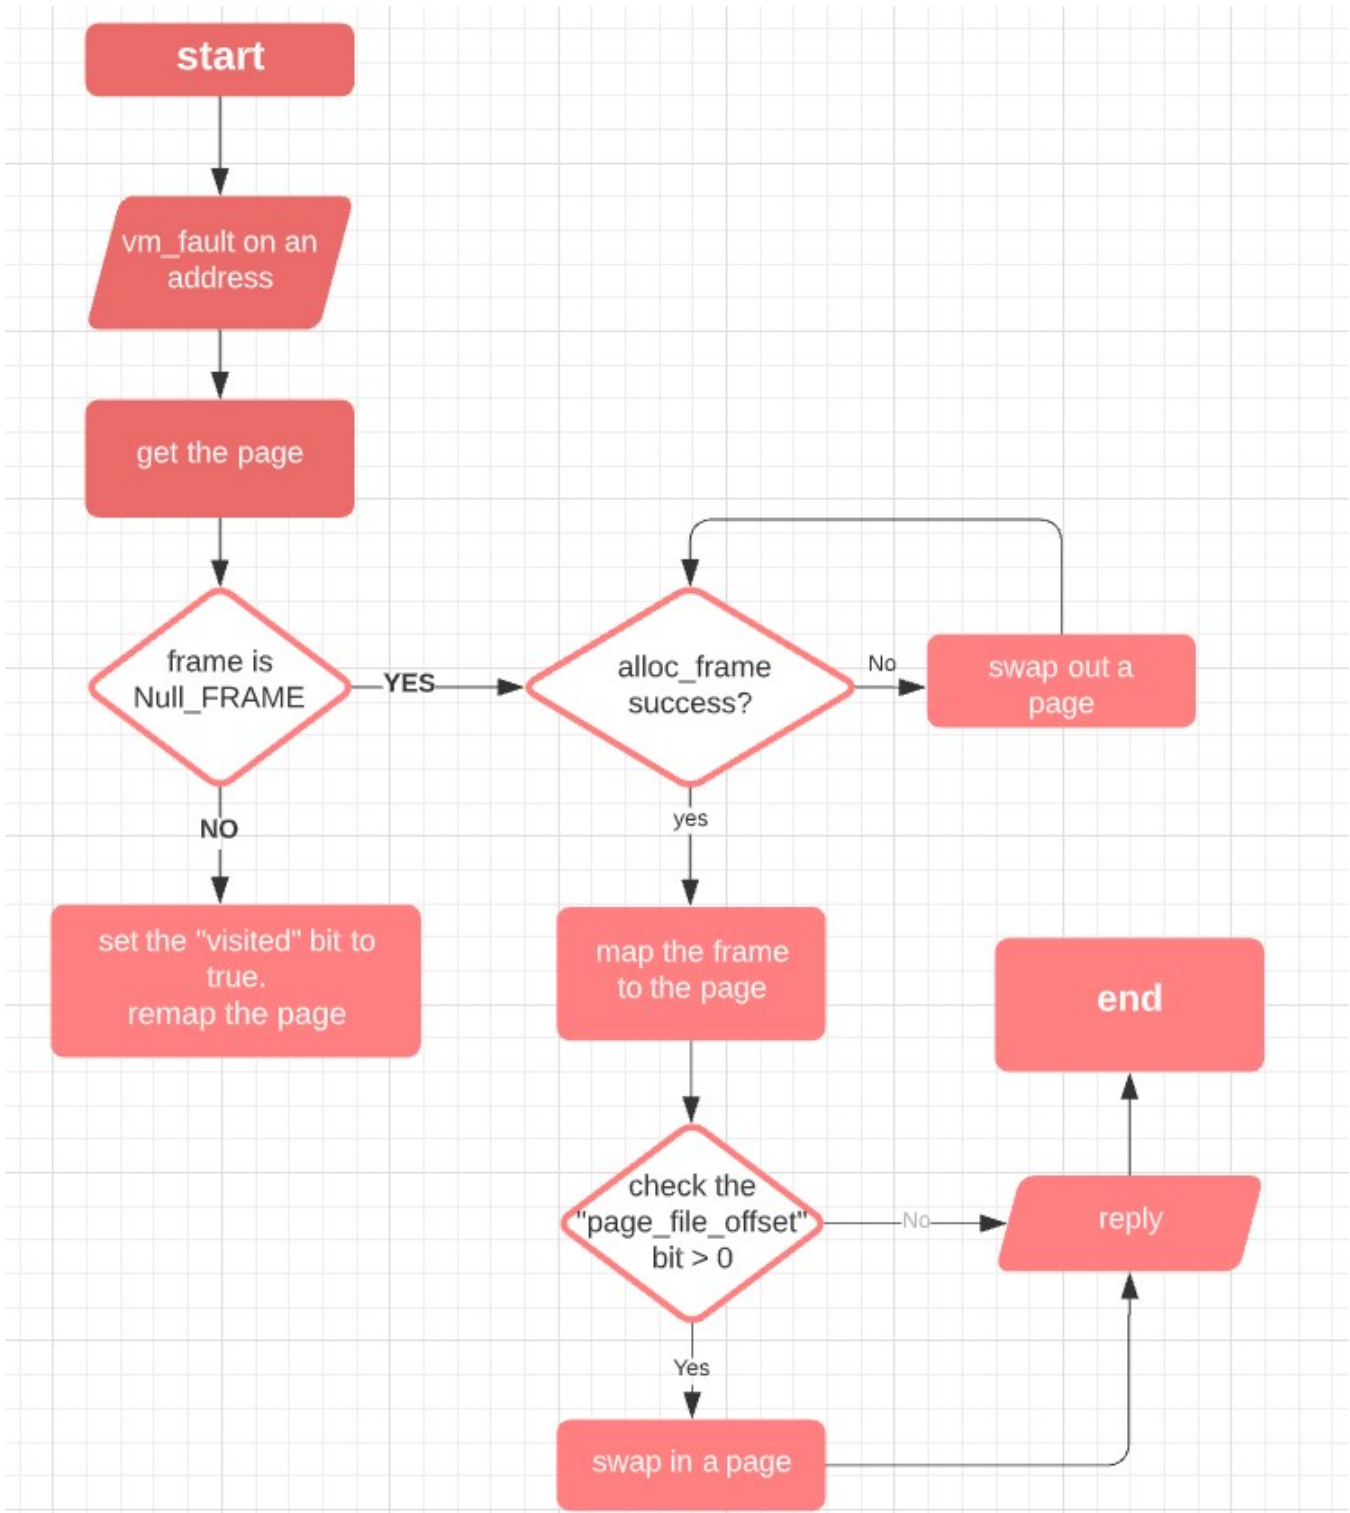 start
vm_fault on an
address
get the page
frame is
Null_FRAME
YES
alloc_frame
success?
No
swap out a
page
NO
yes
set the "visited" bit to
true.
remap the page
map the frame
to the page
end
check the
"page_file_offset"
bit > 0
No
reply
Yes
swap in a page